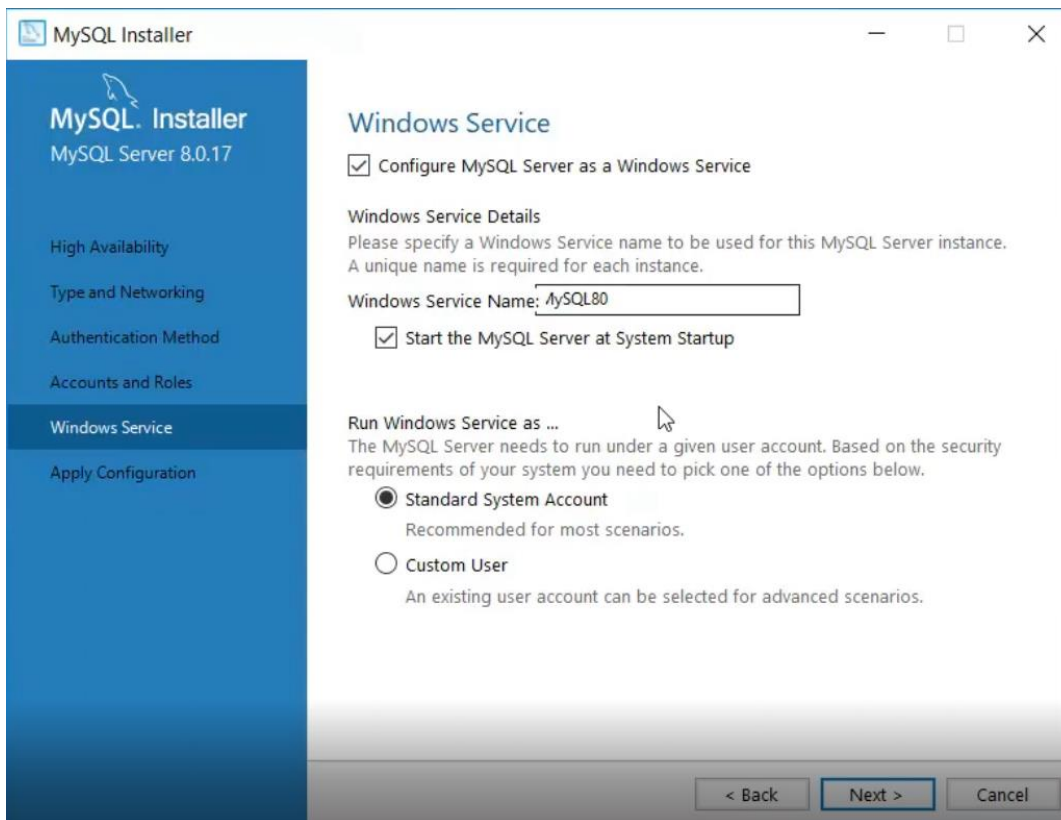 MySQL Installer
MySQL. Installer
MySQL Server 8.0.17
High Availability
Type and Networking
Authentication Method
Accounts and Roles
Windows Service
Apply Configuration
Windows Service
Configure MySQL Server as a Windows Service
Windows Service Details
Please specify a Windows Service name to be used for this MySQL Server instance.
A unique name is required for each instance.
Windows Service Name: MySQL80
Start the MySQL Server at System Startup
Run Windows Service as ...
The MySQL Server needs to run under a given user account. Based on the security
requirements of your system you need to pick one of the options below.
Standard System Account
Recommended for most scenarios.
Custom User
An existing user account can be selected for advanced scenarios.
< Back Next > Cancel